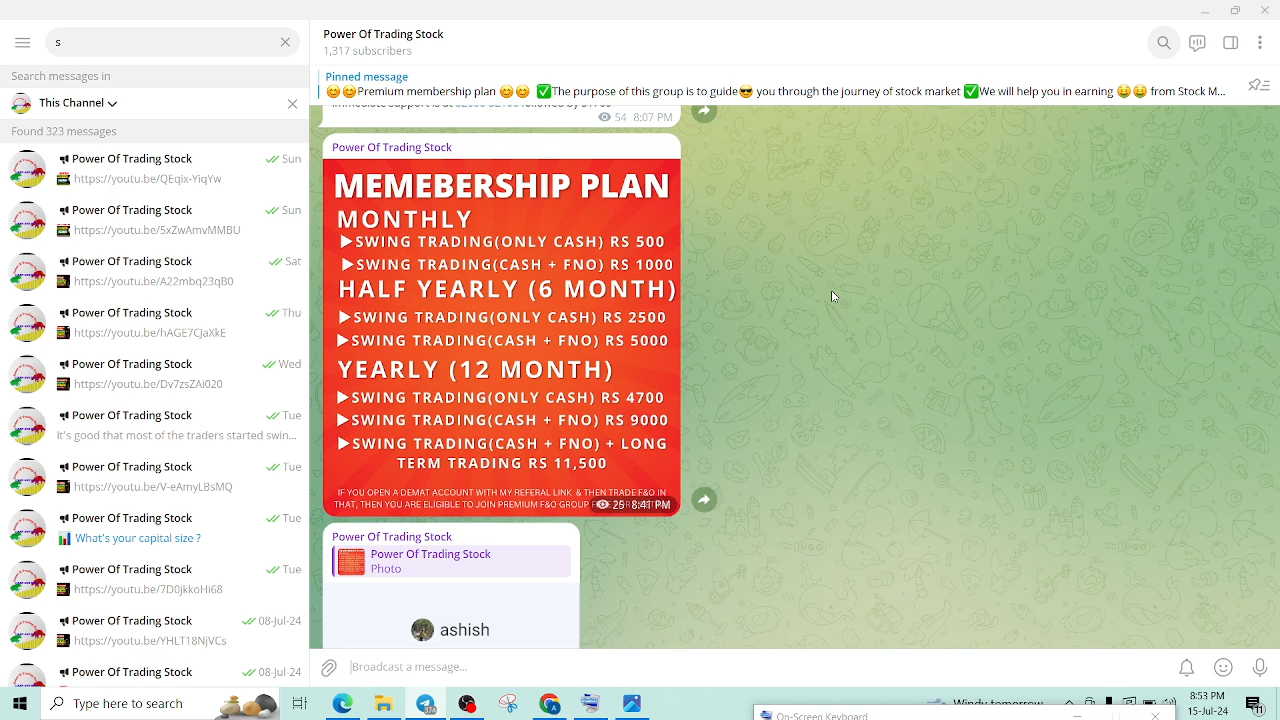 s
Power Of Trading Stock
1,317 subscribers
Search messages in
This Channel
Found 323 messages
Pinned message
😊😊Premium membership plan 😊😊 ✅The purpose of this group is to guide😎 you through the journey of stock market ✅We will help you in earning 🤑🤑 from Stock M...
54 8:07 PM
Power Of Trading Stock
Sun
https://youtu.be/QEqix-YiqYw
Power Of Trading Stock
Sun
https://youtu.be/5xZwAmvMMBU
Power Of Trading Stock
Sat
https://youtu.be/A22mbq23qB0
Power Of Trading Stock
Thu
https://youtu.be/hAGE7CJaXkE
Power Of Trading Stock
Wed
https://youtu.be/Dv7zsZAi020
Power Of Trading Stock
Tue
It's good that most of the traders started swin...
Power Of Trading Stock
Tue
https://youtu.be/V-eAmyLBsMQ
Power Of Trading Stock
Tue
📊 What's your capital size ?
Power Of Trading Stock
Tue
https://youtu.be/7D0jkkoHi68
Power Of Trading Stock
08-Jul-24
https://youtu.be/YHLT18NjVCs
Power Of Trading Stock
08-Jul-24
Power Of Trading Stock
MEMEBERSHIP PLAN
MONTHLY
▶SWING TRADING(ONLY CASH) RS 500
▶SWING TRADING(CASH + FNO) RS 1000
HALF YEARLY (6 MONTH)
▶SWING TRADING(ONLY CASH) RS 2500
▶SWING TRADING(CASH + FNO) RS 5000
YEARLY (12 MONTH)
▶SWING TRADING(ONLY CASH) RS 4700
▶SWING TRADING(CASH + FNO) RS 9000
▶SWING TRADING(CASH + FNO) + LONG
TERM TRADING RS 11,500
IF YOU OPEN A DEMAT ACCOUNT WITH MY REFERAL LINK & THEN TRADE F&O IN
THAT, THEN YOU ARE ELIGIBLE TO JOIN PREMIUM F&O GROUP
25 8:41 PM
Power Of Trading Stock
Power Of Trading Stock
Photo
ashish
Broadcast a message...
Type here to search
370
Windy tomorrow
8:53 PM
15-Jul-24
11
On-Screen Keyboard